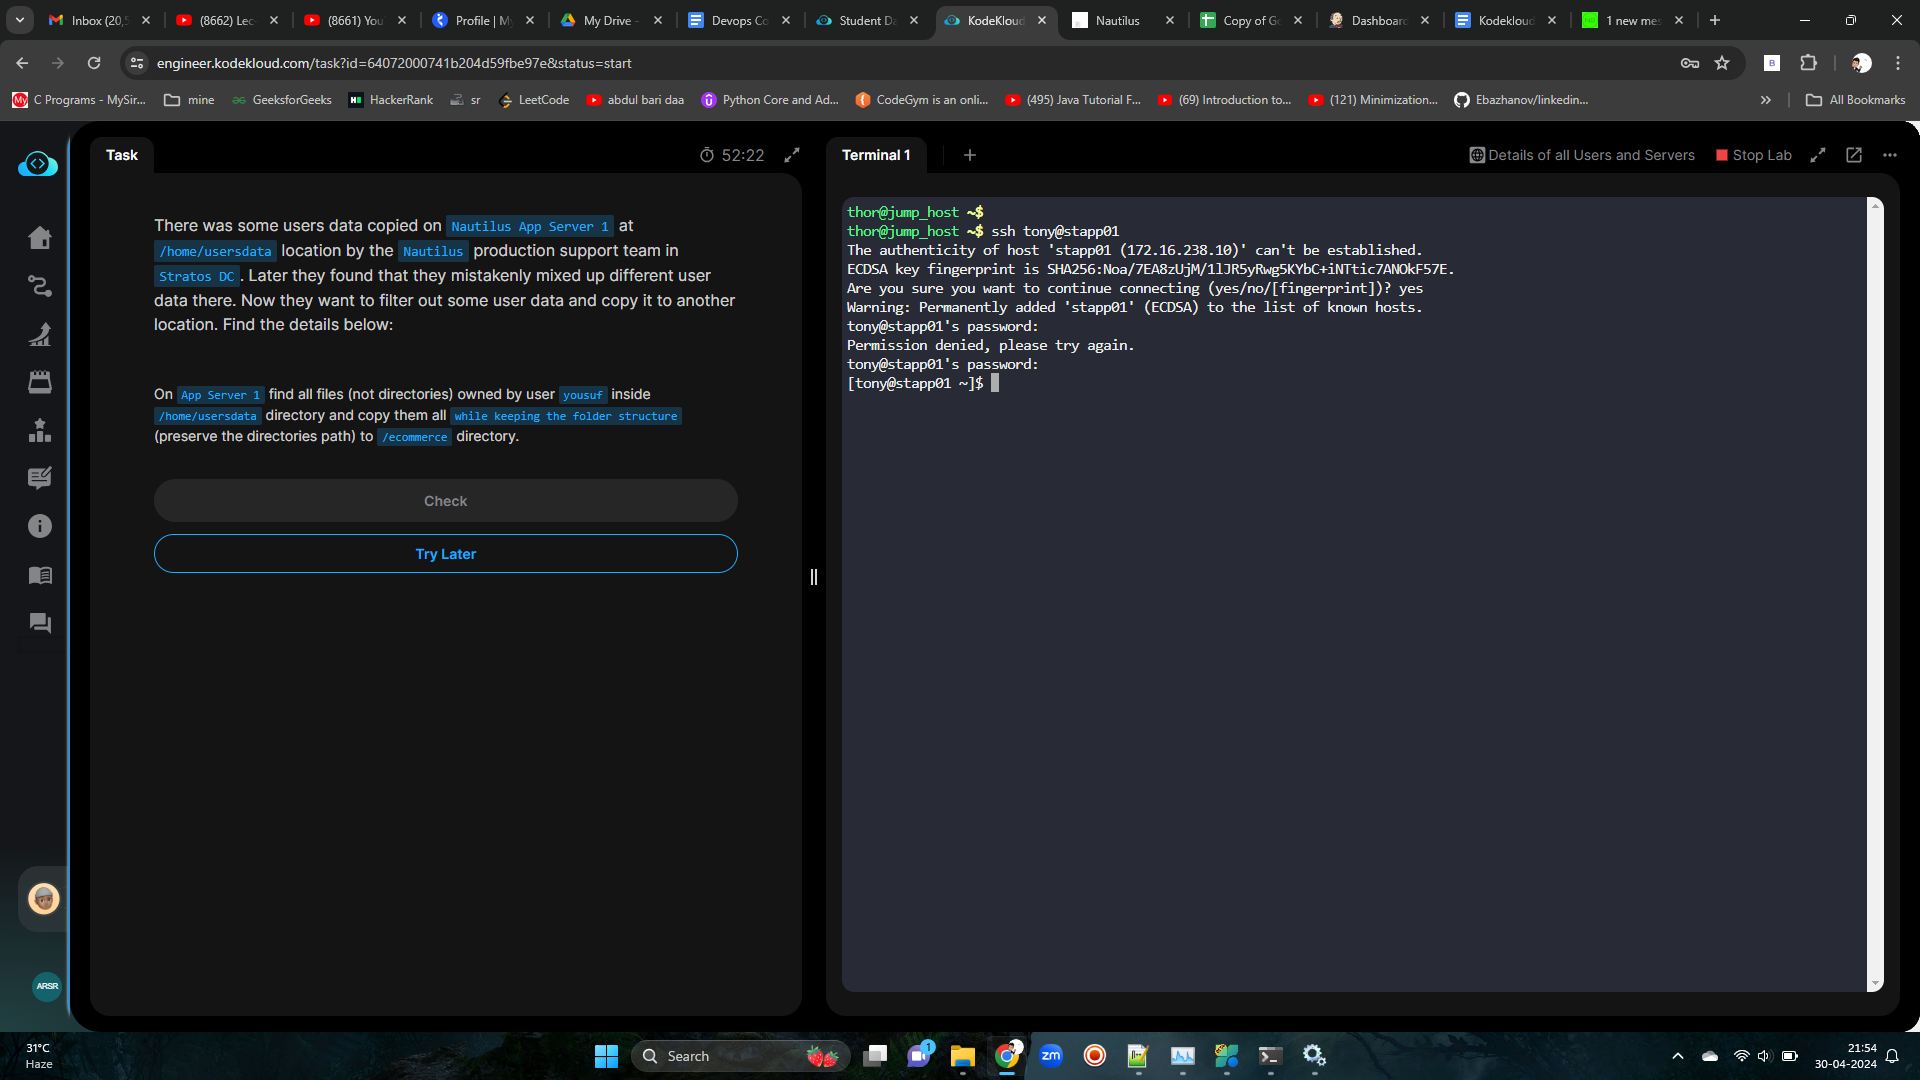 Inbox (20,5
(8662) Lec
(8661) You
Profile | My
My Drive -
Devops Co
Student Da
KodeKloud
Nautilus
Copy of Go
Dashboard
Kodekloud
1 new mes
engineer.kodekloud.com/task?id=64072000741b204d59fbe97e&status=start
C Programs - MySir...
mine
GeeksforGeeks
HackerRank
sr
LeetCode
abdul bari daa
Python Core and Ad...
CodeGym is an onli...
(495) Java Tutorial F...
(69) Introduction to...
(121) Minimization...
Ebazhanov/linkedin...
All Bookmarks
Task
52:22
There was some users data copied on Nautilus App Server 1 at
/home/usersdata location by the Nautilus production support team in
Stratos DC. Later they found that they mistakenly mixed up different user
data there. Now they want to filter out some user data and copy it to another
location. Find the details below:
On App Server 1 find all files (not directories) owned by user yousuf inside
/home/usersdata directory and copy them all while keeping the folder structure
(preserve the directories path) to /ecommerce directory.
Check
Try Later
ARSR
Terminal 1
Details of all Users and Servers
Stop Lab
thor@jump_host ~$
thor@jump_host ~$ ssh tony@stapp01
The authenticity of host 'stapp01 (172.16.238.10)' can't be established.
ECDSA key fingerprint is SHA256:Noa/7EA8zUjM/1lJR5yRwg5KYbC+iNTtic7ANOkF57E.
Are you sure you want to continue connecting (yes/no/[fingerprint])? yes
Warning: Permanently added 'stapp01' (ECDSA) to the list of known hosts.
tony@stapp01's password:
Permission denied, please try again.
tony@stapp01's password:
[tony@stapp01 ~]$
31°C
Haze
Search
1
zm
21:54
30-04-2024